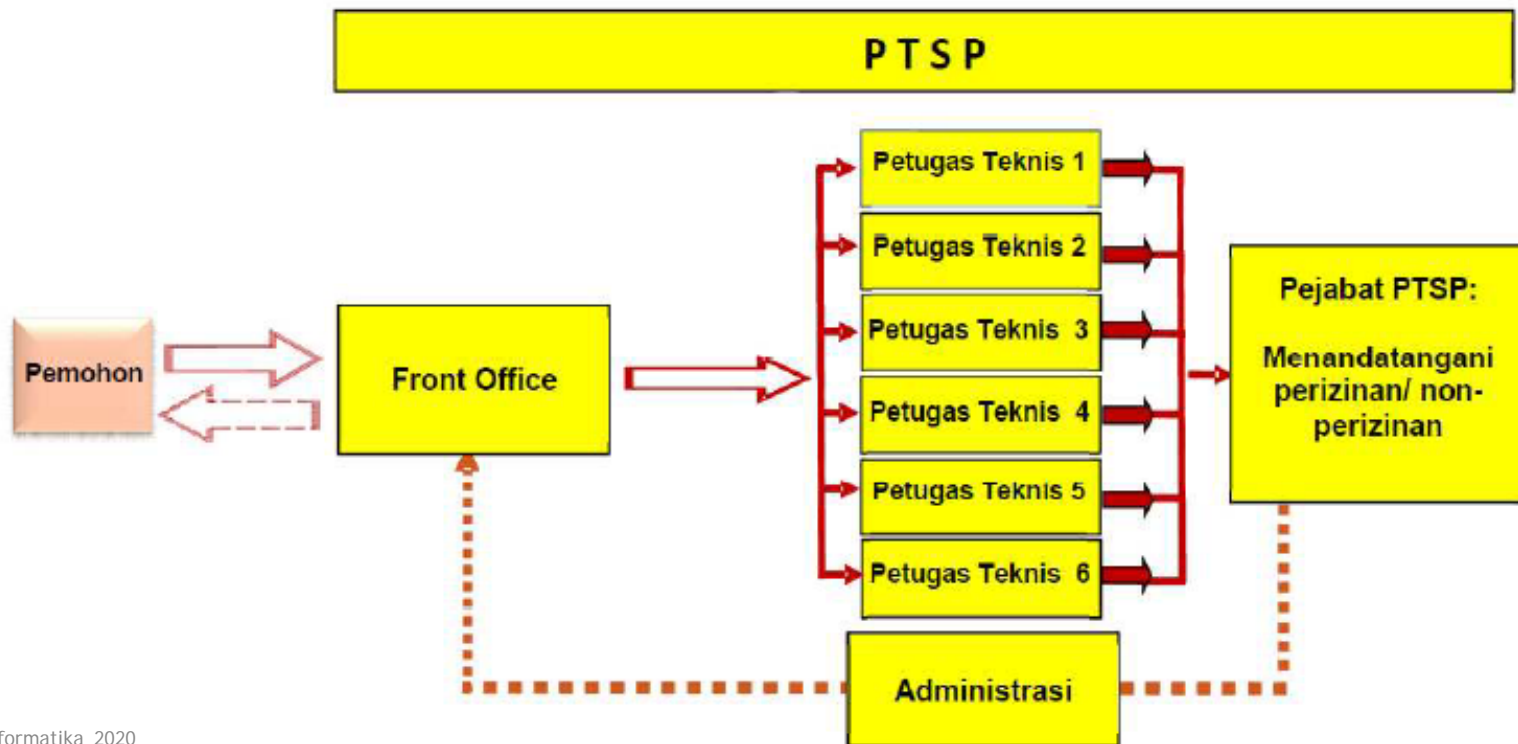 P T S P
Petugas Teknis 1
Petugas Teknis 2
Petugas Teknis 3
Petugas Teknis 4
Petugas Teknis 5
Petugas Teknis 6
Pemohon
Front Office
Pejabat PTSP:
Menandatangani
perizinan/ non-
perizinan
Administrasi
formatika 2020